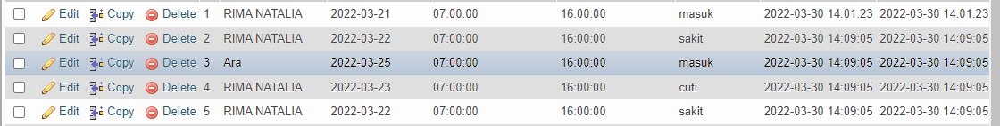 Edit Copy Delete 1 RIMA NATALIA 2022-03-21 07:00:00 16:00:00 masuk 2022-03-30 14:01:23 2022-03-30 14:01:23
Edit Copy Delete 2 RIMA NATALIA 2022-03-22 07:00:00 16:00:00 sakit 2022-03-30 14:09:05 2022-03-30 14:09:05
Edit Copy Delete 3 Ara 2022-03-25 07:00:00 16:00:00 masuk 2022-03-30 14:09:05 2022-03-30 14:09:05
Edit Copy Delete 4 RIMA NATALIA 2022-03-23 07:00:00 16:00:00 cuti 2022-03-30 14:09:05 2022-03-30 14:09:05
Edit Copy Delete 5 RIMA NATALIA 2022-03-22 07:00:00 16:00:00 sakit 2022-03-30 14:09:05 2022-03-30 14:09:05